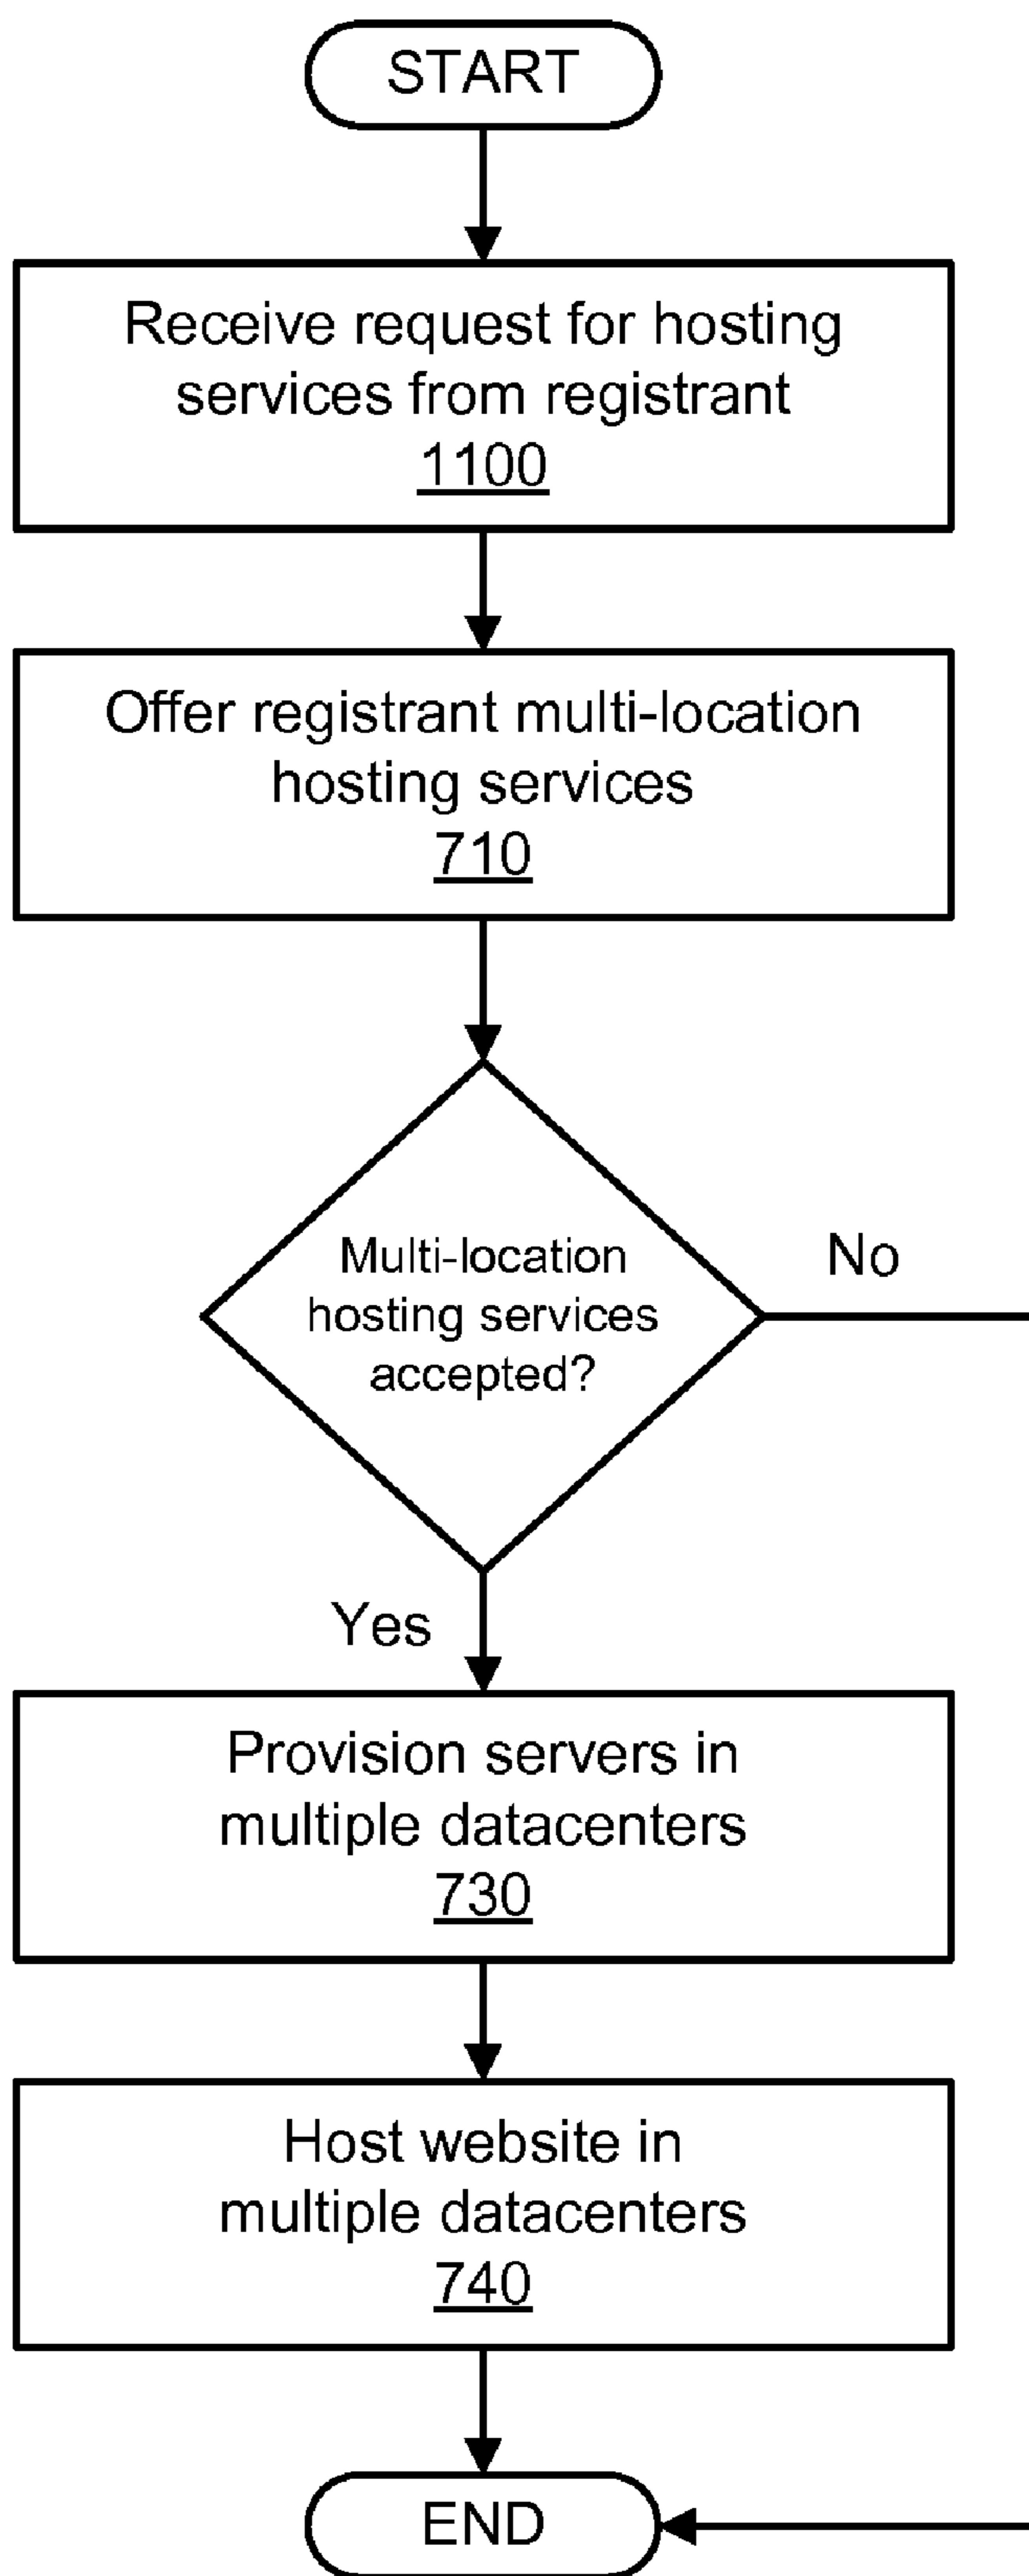 START
Receive request for hosting
services from registrant
1100
Offer registrant multi-location
hosting services
710
Multi-location
hosting services
accepted?
No
Yes
Provision servers in
multiple datacenters
730
Host website in
multiple datacenters
740
END